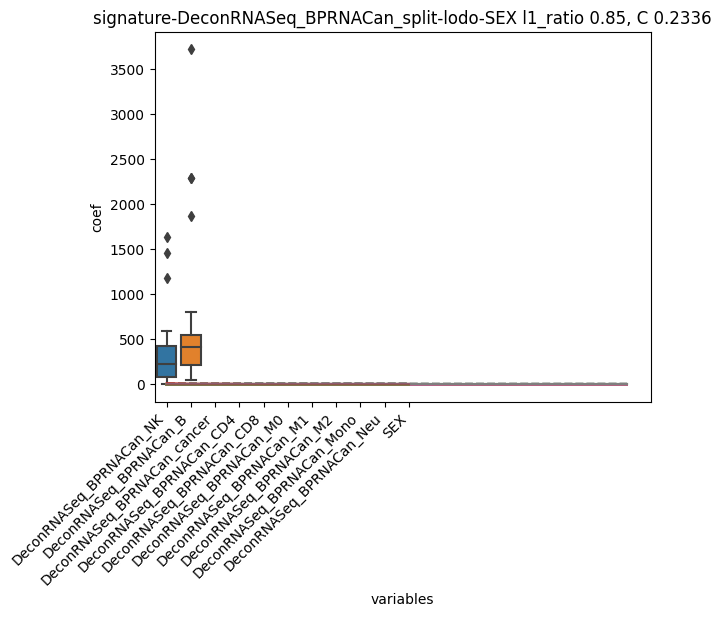 signature-DeconRNASeq_BPRNACan_split-lodo-SEX l1_ratio 0.85, C 0.2336
3500
3000
2500
2000
1500
1000
500
0
coef
DeconRNASeq_BPRNACan_NK
DeconRNASeq_BPRNACan_B
DeconRNASeq_BPRNACan_cancer
DeconRNASeq_BPRNACan_CD4
DeconRNASeq_BPRNACan_CD8
DeconRNASeq_BPRNACan_M0
DeconRNASeq_BPRNACan_M1
DeconRNASeq_BPRNACan_M2
DeconRNASeq_BPRNACan_Mono
DeconRNASeq_BPRNACan_Neu
SEX
variables